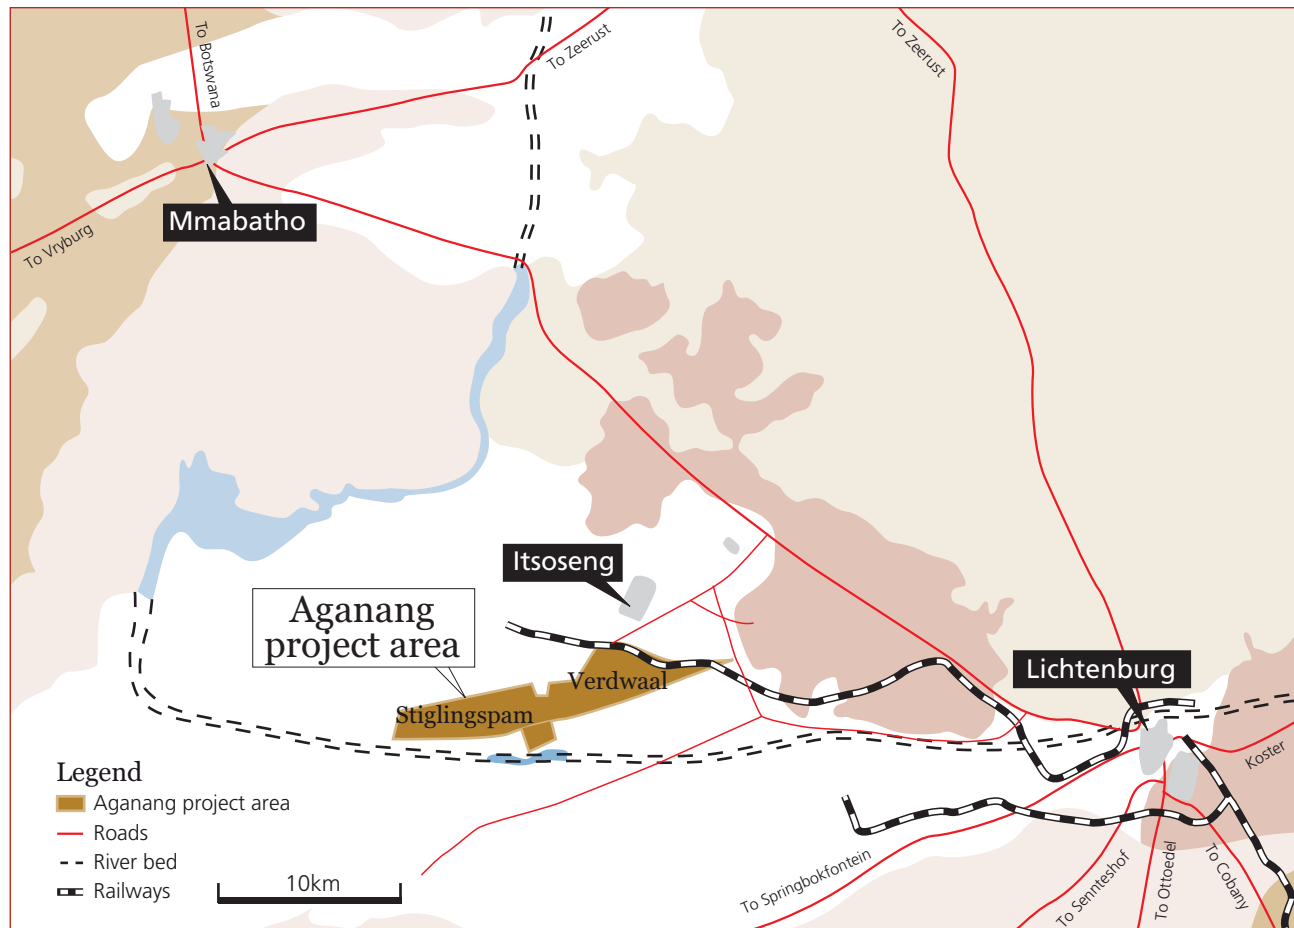 To Botswana
To Zeerust
To Zeerust
Mmabatho
To Vryburg
Itsoseng
Aganang
project area
Lichtenburg
Verdwaal
Stiglingspam
Koster
Legend
Aganang project area
Roads
River bed
Railways
10km
To Springbokfontein
To Sennteshof
To Ottoedel
To Cobany